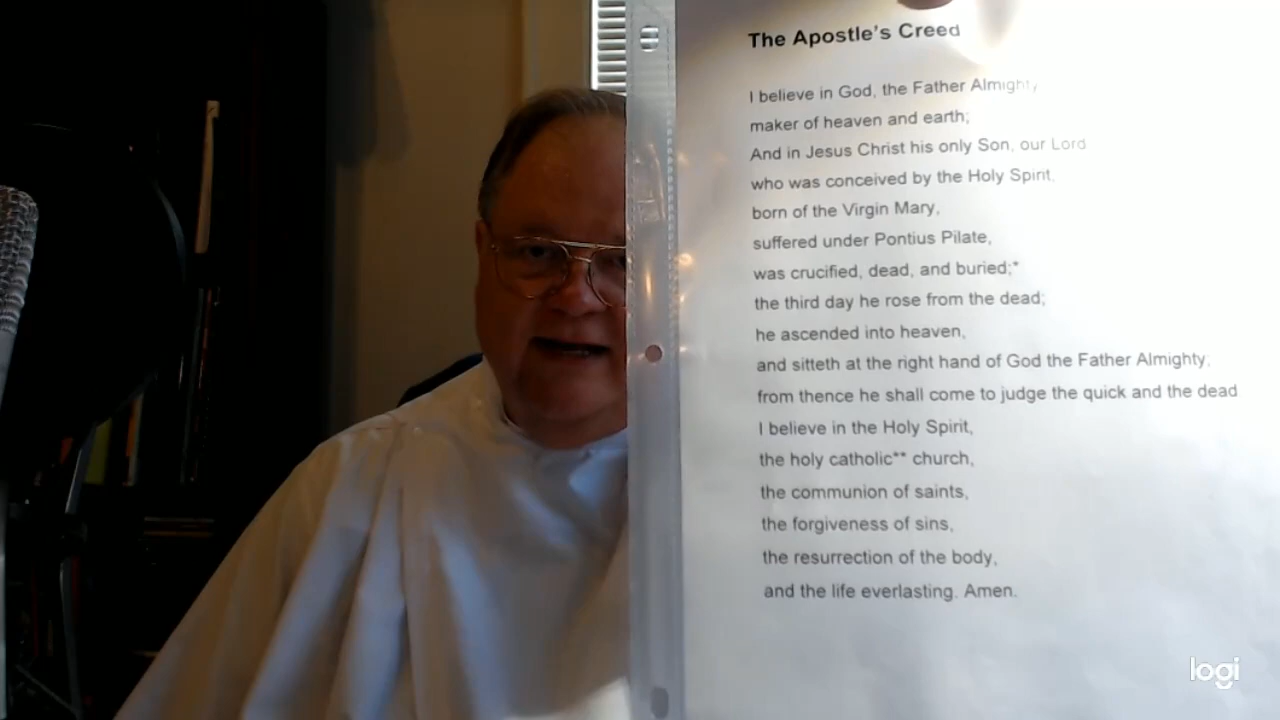 The Apostle's Creed
I believe in God, the Father Almighty
maker of heaven and earth;
And in Jesus Christ his only Son, our Lord
who was conceived by the Holy Spirit,
born of the Virgin Mary,
suffered under Pontius Pilate,
was crucified, dead, and buried;*
the third day he rose from the dead;
he ascended into heaven,
and sitteth at the right hand of God the Father Almighty;
from thence he shall come to judge the quick and the dead
I believe in the Holy Spirit,
the holy catholic** church,
the communion of saints,
the forgiveness of sins,
the resurrection of the body,
and the life everlasting. Amen.
logi